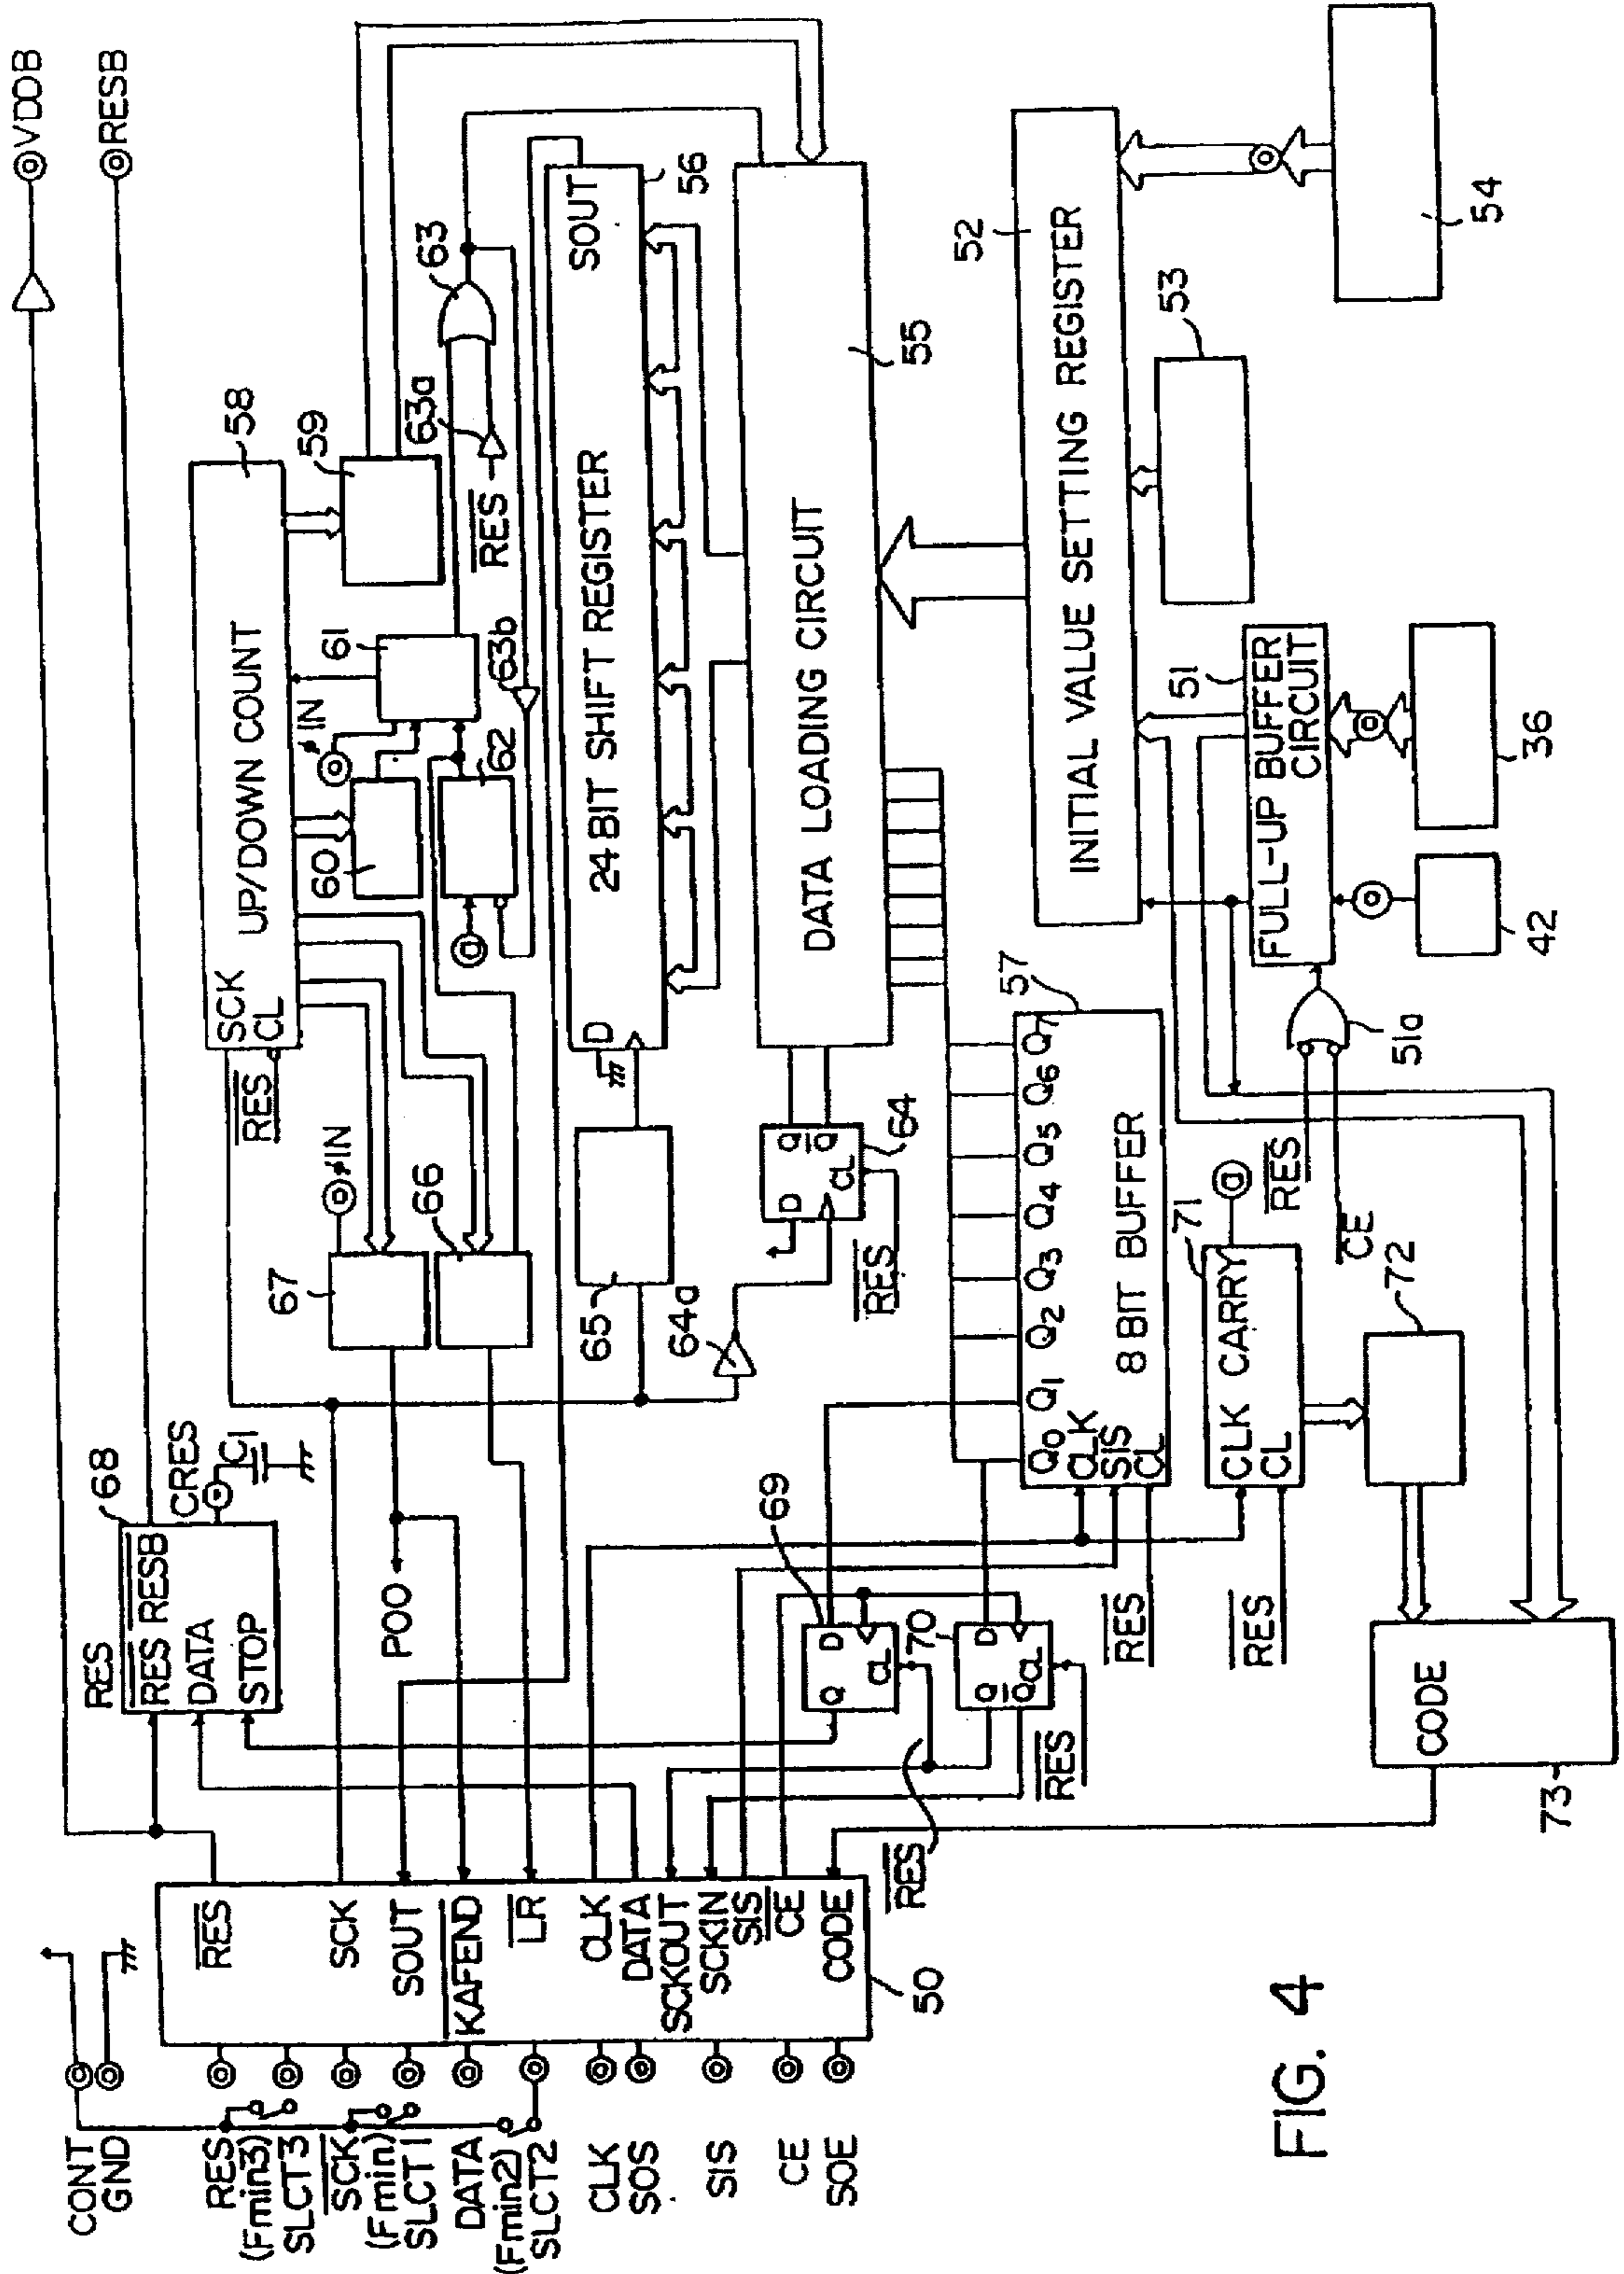 VDOB
RESB
CONT
GND
RES
(Fmin3)
SLCT3
SCK
(Fmin)
SLCT1
DATA
(Fmin2)
SLCT2
CLK
SOS
SIS
CE
SOE
RES
SCK
SOUT
KAFEND
LR
CLK
DATA
SCKOUT
SCKIN
SIS
CE
CODE
50
RES
68
RES RESB
DATA
STOP
CRES
C1
POO
67
IN
66
SCK
CL
RES
UP/DOWN COUNT
58
59
60
IN
61
62
63
63a
63b
RES
D
24 BIT SHIFT REGISTER
SOUT
56
65
64a
D
Q
Q
CL
64
RES
DATA LOADING CIRCUIT
55
69
Q
D
CL
70
Q
D
Q
CL
RES
RES
Q0 Q1 Q2 Q3 Q4 Q5 Q6 Q7
CLK
SIS
CL
8 BIT BUFFER
57
RES
INITIAL VALUE SETTING REGISTER
52
53
54
CLK CARRY
CL
71
a
a
RES
72
RES
CE
51a
FULL-UP BUFFER
CIRCUIT
51
42
36
CODE
73
FIG. 4